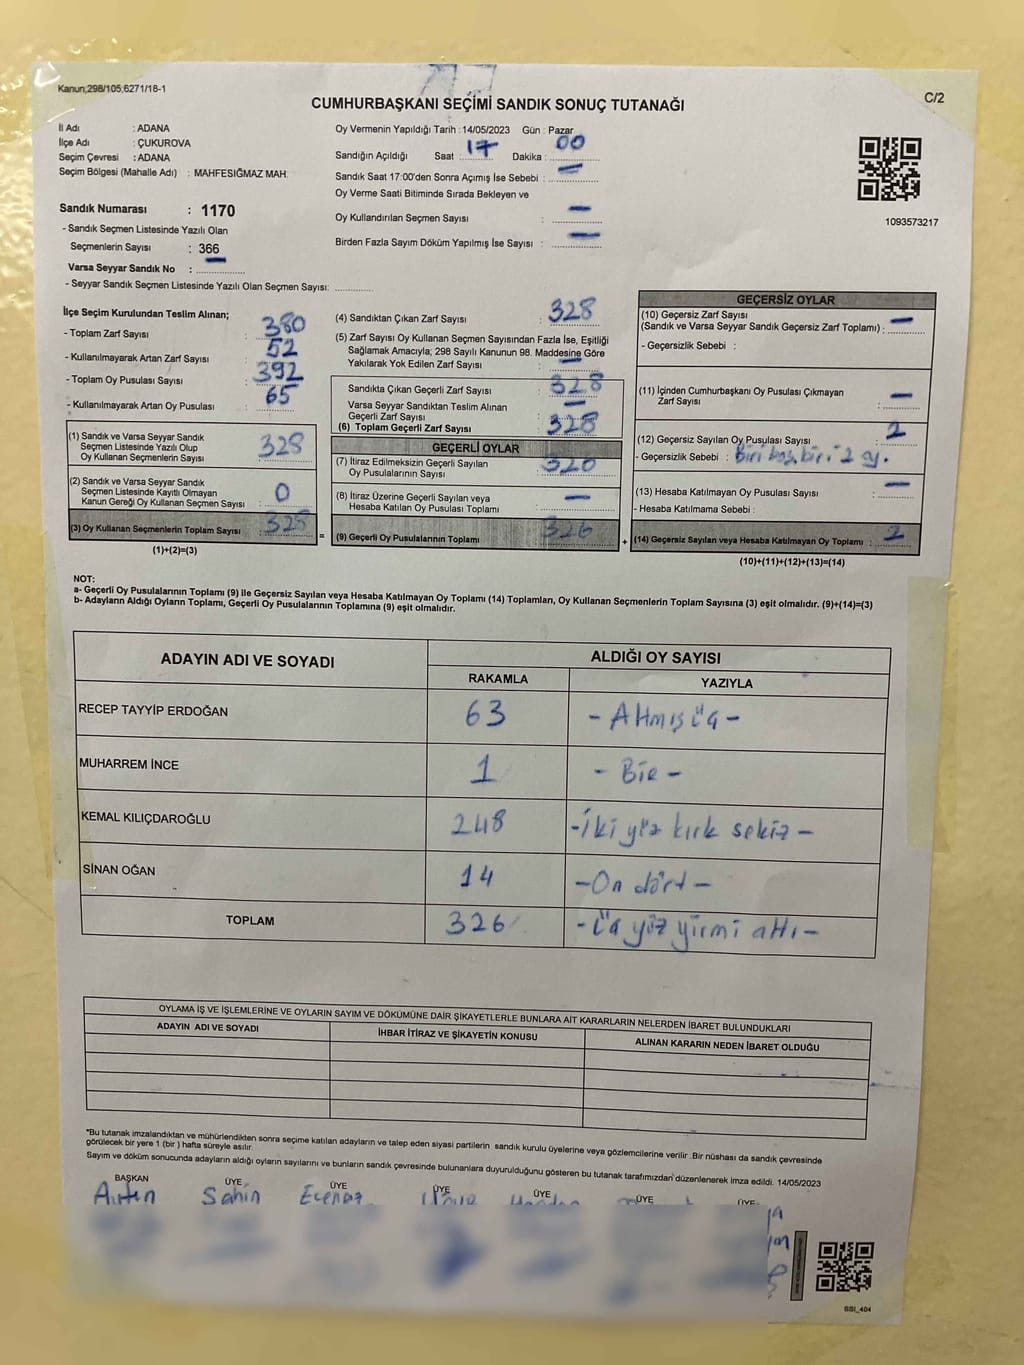 Kanun;298/105;6271/18-1
C/2
CUMHURBAŞKANI SEÇİMİ SANDIK SONUÇ TUTANAĞI
İl Adı : ADANA
İlçe Adı : ÇUKUROVA
Seçim Çevresi : ADANA
Seçim Bölgesi (Mahalle Adı) : MAHFESIĞMAZ MAH.
Sandık Numarası : 1170
- Sandık Seçmen Listesinde Yazılı Olan
Seçmenlerin Sayısı : 366
Varsa Seyyar Sandık No : —
- Seyyar Sandık Seçmen Listesinde Yazılı Olan Seçmen Sayısı:
Oy Vermenin Yapıldığı Tarih : 14/05/2023 Gün : Pazar
Sandığın Açıldığı Saat 17 Dakika : 00
Sandık Saat 17:00'den Sonra Açımış İse Sebebi : —
Oy Verme Saati Bitiminde Sırada Bekleyen ve
Oy Kullandırılan Seçmen Sayısı : —
Birden Fazla Sayım Döküm Yapılmış İse Sayısı : —
1093573217
İlçe Seçim Kurulundan Teslim Alınan;
- Toplam Zarf Sayısı : 380
- Kullanılmayarak Artan Zarf Sayısı : 52
- Toplam Oy Pusulası Sayısı : 392
- Kullanılmayarak Artan Oy Pusulası : 65
(1) Sandık ve Varsa Seyyar Sandık
Seçmen Listesinde Yazılı Olup
Oy Kullanan Seçmenlerin Sayısı : 328
(2) Sandık ve Varsa Seyyar Sandık
Seçmen Listesinde Kayıtlı Olmayan
Kanun Gereği Oy Kullanan Seçmen Sayısı : 0
(3) Oy Kullanan Seçmenlerin Toplam Sayısı : 328
(1)+(2)=(3)
(4) Sandıktan Çıkan Zarf Sayısı : 328
(5) Zarf Sayısı Oy Kullanan Seçmen Sayısından Fazla İse, Eşitliği
Sağlamak Amacıyla; 298 Sayılı Kanunun 98. Maddesine Göre
Yakılarak Yok Edilen Zarf Sayısı : —
Sandıkta Çıkan Geçerli Zarf Sayısı : 328
Varsa Seyyar Sandıktan Teslim Alınan
Geçerli Zarf Sayısı : —
(6) Toplam Geçerli Zarf Sayısı : 328
GEÇERLİ OYLAR
(7) İtiraz Edilmeksizin Geçerli Sayılan
Oy Pusulalarının Sayısı :
(8) İtiraz Üzerine Geçerli Sayılan veya
Hesaba Katılan Oy Pusulası Toplamı : —
= (9) Geçerli Oy Pusulalarının Toplamı : 326
GEÇERSİZ OYLAR
(10) Geçersiz Zarf Sayısı
(Sandık ve Varsa Seyyar Sandık Geçersiz Zarf Toplamı) : —
- Geçersizlik Sebebi :
(11) İçinden Cumhurbaşkanı Oy Pusulası Çıkmayan
Zarf Sayısı : —
(12) Geçersiz Sayılan Oy Pusulası Sayısı : 2
- Geçersizlik Sebebi : Biri boş, biri 2 oy.
(13) Hesaba Katılmayan Oy Pusulası Sayısı : —
- Hesaba Katılmama Sebebi :
+ (14) Geçersiz Sayılan veya Hesaba Katılmayan Oy Toplamı : 2
(10)+(11)+(12)+(13)=(14)
NOT:
a- Geçerli Oy Pusulalarının Toplamı (9) ile Geçersiz Sayılan veya Hesaba Katılmayan Oy Toplamı (14) Toplamları, Oy Kullanan Seçmenlerin Toplam Sayısına (3) eşit olmalıdır. (9)+(14)=(3)
b- Adayların Aldığı Oyların Toplamı, Geçerli Oy Pusulalarının Toplamına (9) eşit olmalıdır.
ADAYIN ADI VE SOYADI ALDIĞI OY SAYISI
RAKAMLA YAZIYLA
RECEP TAYYİP ERDOĞAN 63 - Altmış üç -
MUHARREM İNCE 1 - Bir -
KEMAL KILIÇDAROĞLU 248 - İki yüz kırk sekiz -
SİNAN OĞAN 14 - On dört -
TOPLAM 326 - Üç yüz yirmi altı -
OYLAMA İŞ VE İŞLEMLERİNE VE OYLARIN SAYIM VE DÖKÜMÜNE DAİR ŞİKAYETLERLE BUNLARA AİT KARARLARIN NELERDEN İBARET BULUNDUKLARI
ADAYIN ADI VE SOYADI İHBAR İTİRAZ VE ŞİKAYETİN KONUSU ALINAN KARARIN NEDEN İBARET OLDUĞU
*Bu tutanak imzalandıktan ve mühürlendikten sonra seçime katılan adayların ve talep eden siyasi partilerin sandık kurulu üyelerine veya gözlemcilerine verilir. Bir nüshası da sandık çevresinde
görülecek bir yere 1 (bir) hafta süreyle asılır.
Sayım ve döküm sonucunda adayların aldığı oyların sayılarını ve bunların sandık çevresinde bulunanlara duyurulduğunu gösteren bu tutanak tarafımızdan düzenlenerek imza edildi. 14/05/2023
BAŞKAN ÜYE ÜYE ÜYE ÜYE ÜYE ÜYE
Sahin
SSI_404